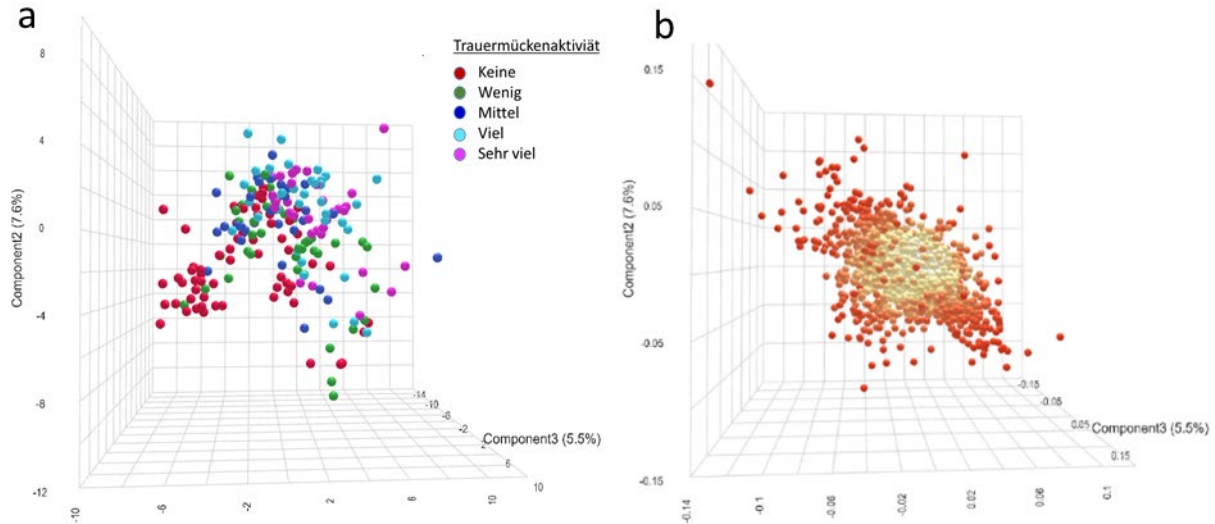 a
Trauermückenaktiviät
Keine
Wenig
Mittel
Viel
Sehr viel
8
4
0
-4
-8
-12
Component2 (7.6%)
-14
-10
-6
-2
2
6
10
Component3 (5.5%)
-10
-6
-2
2
6
10
b
0.15
0.05
-0.05
-0.15
Component2 (7.6%)
-0.15
-0.05
0.05
0.15
Component3 (5.5%)
-0.14
-0.1
-0.06
-0.02
0.02
0.06
0.1